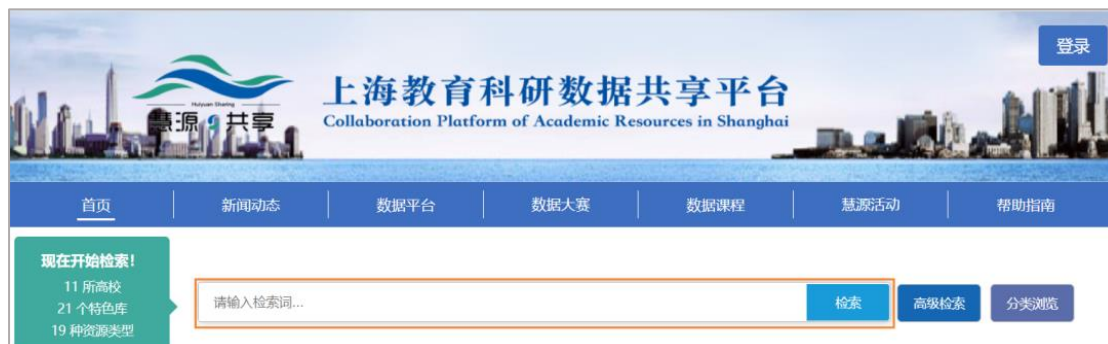 登录
Huiyuan Sharing
慧源共享
上海教育科研数据共享平台
Collaboration Platform of Academic Resources in Shanghai
首页 新闻动态 数据平台 数据大赛 数据课程 慧源活动 帮助指南
现在开始检索!
11 所高校
21 个特色库
19 种资源类型
请输入检索词... 检索 高级检索 分类浏览